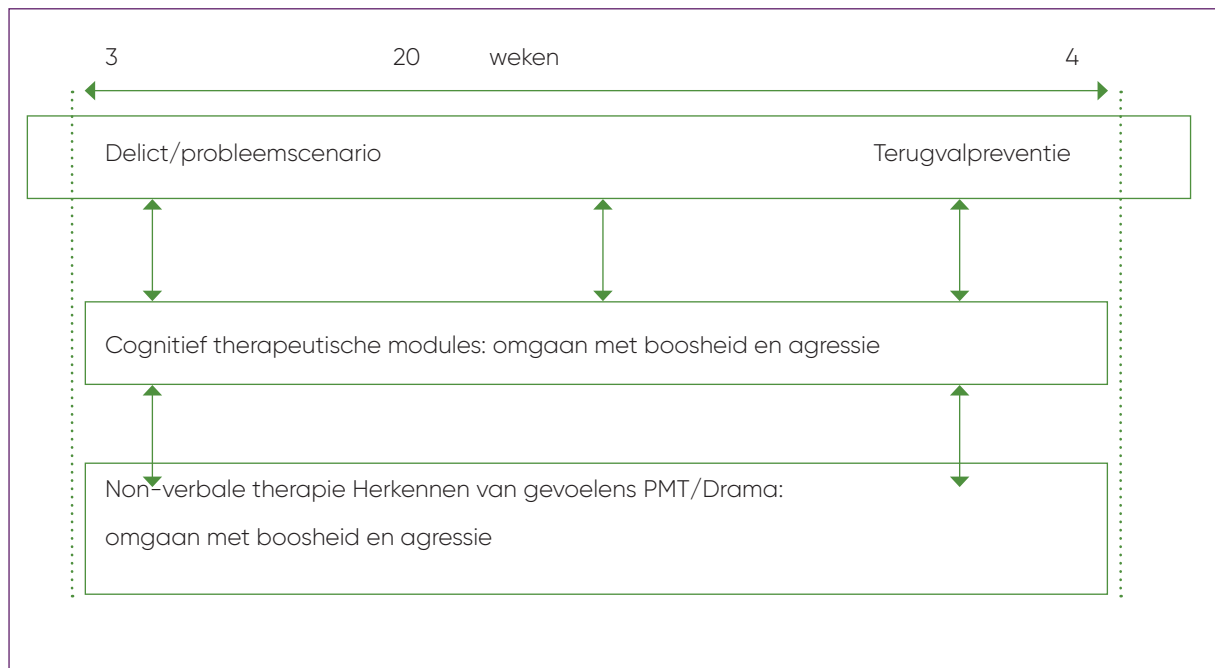 3 20 weken 4
Delict/probleemscenario Terugvalpreventie
Cognitief therapeutische modules: omgaan met boosheid en agressie
Non-verbale therapie Herkennen van gevoelens PMT/Drama:
omgaan met boosheid en agressie